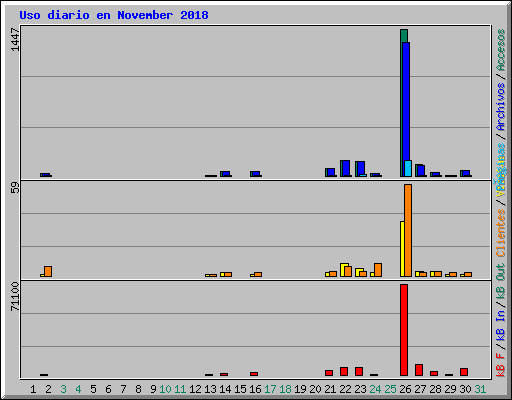 Uso diario en November 2018
1447
59
71100
kB F / kB In / kB Out Clientes / Archivos / Accesos
1 2 3 4 5 6 7 8 9 10 11 12 13 14 15 16 17 18 19 20 21 22 23 24 25 26 27 28 29 30 31